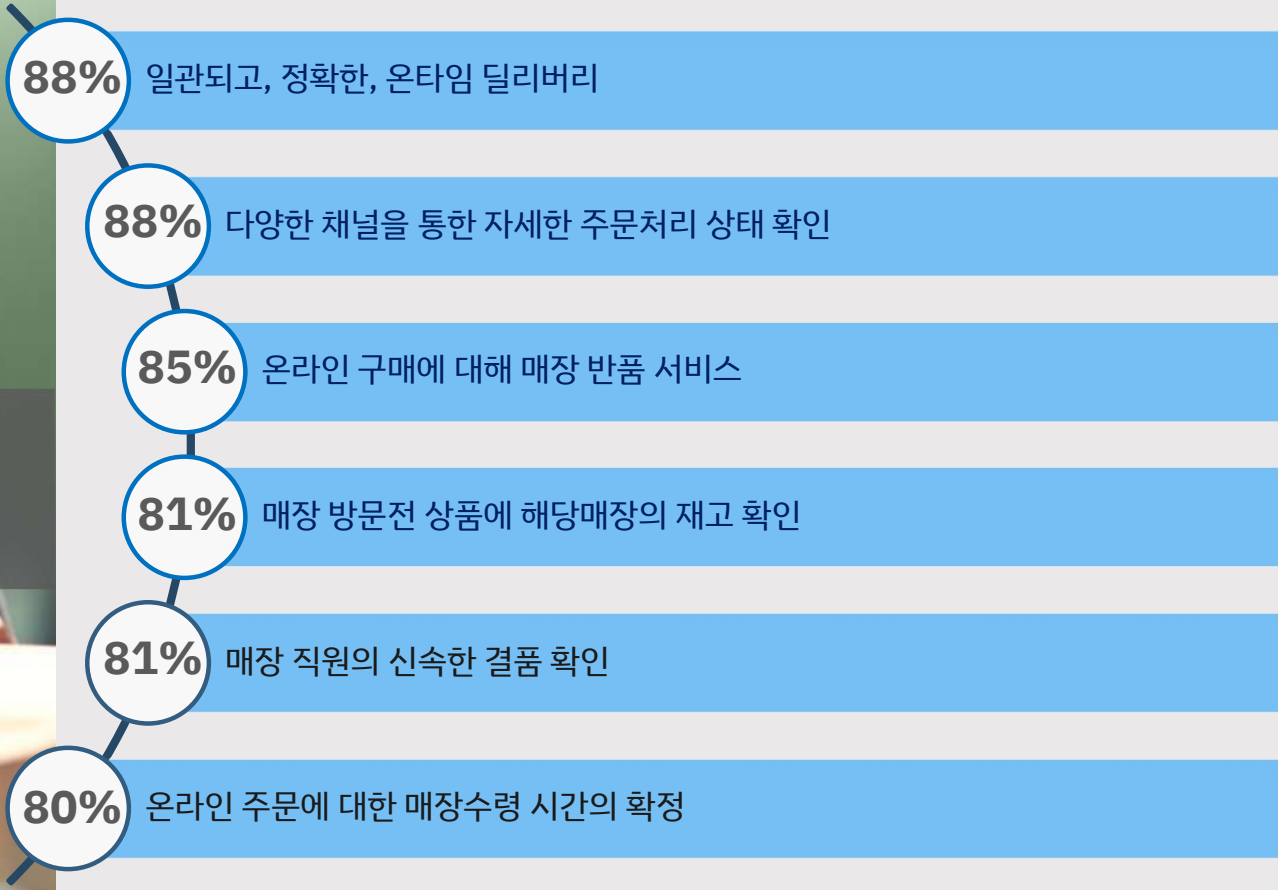 88% 일관되고, 정확한, 온타임 딜리버리
88% 다양한 채널을 통한 자세한 주문처리 상태 확인
85% 온라인 구매에 대해 매장 반품 서비스
81% 매장 방문전 상품에 해당매장의 재고 확인
81% 매장 직원의 신속한 결품 확인
80% 온라인 주문에 대한 매장수령 시간의 확정